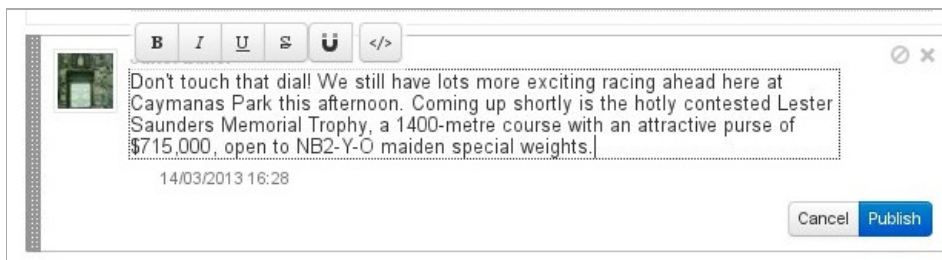 B I U S </>
Don't touch that dial! We still have lots more exciting racing ahead here at
Caymanas Park this afternoon. Coming up shortly is the hotly contested Lester
Saunders Memorial Trophy, a 1400-metre course with an attractive purse of
$715,000, open to NB2-Y-O maiden special weights.
14/03/2013 16:28
Cancel Publish